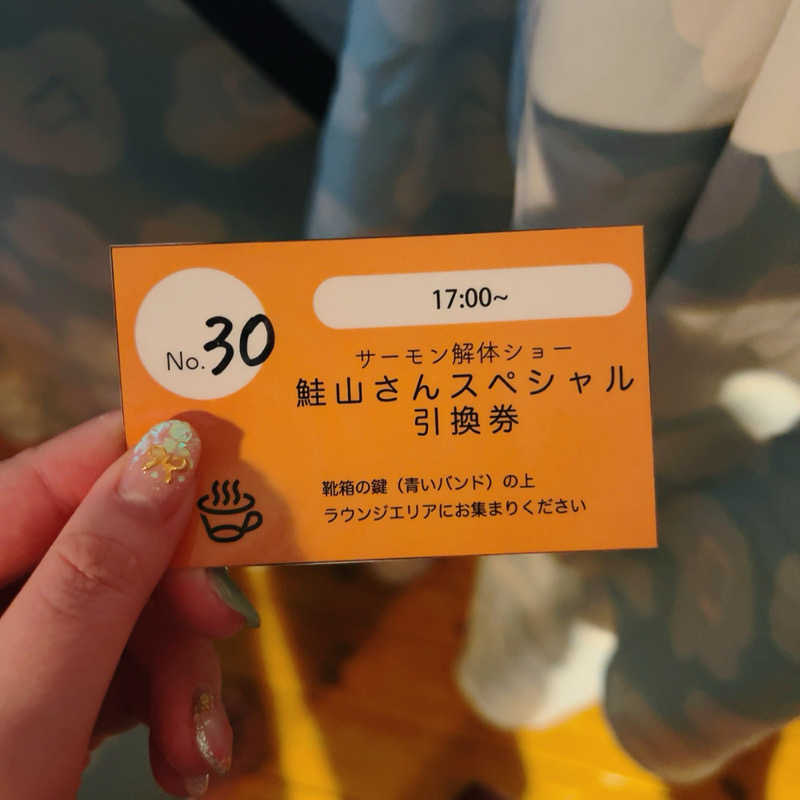 No.30
17:00~
サーモン解体ショー
鮭山さんスペシャル
引換券
靴箱の鍵（青いバンド）の上
ラウンジエリアにお集まりください